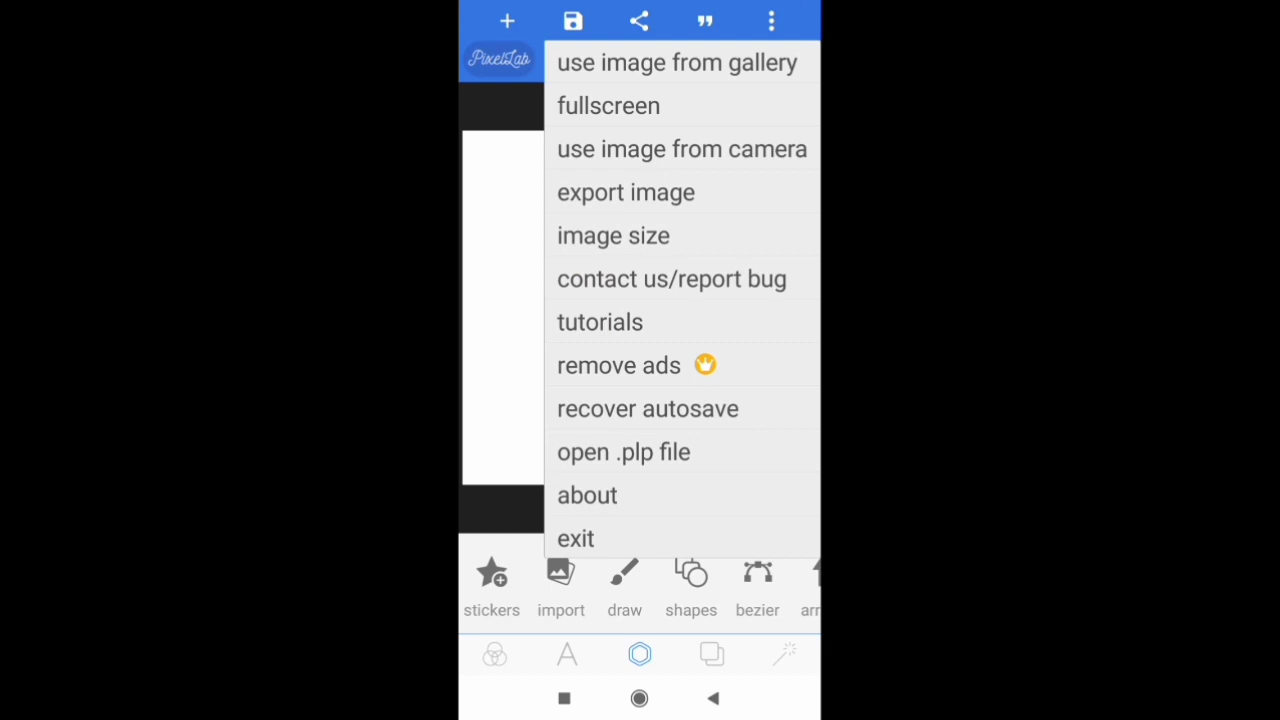 PixelLab
use image from gallery
fullscreen
use image from camera
export image
image size
contact us/report bug
tutorials
remove ads
recover autosave
open .plp file
about
exit
stickers import draw shapes bezier arr